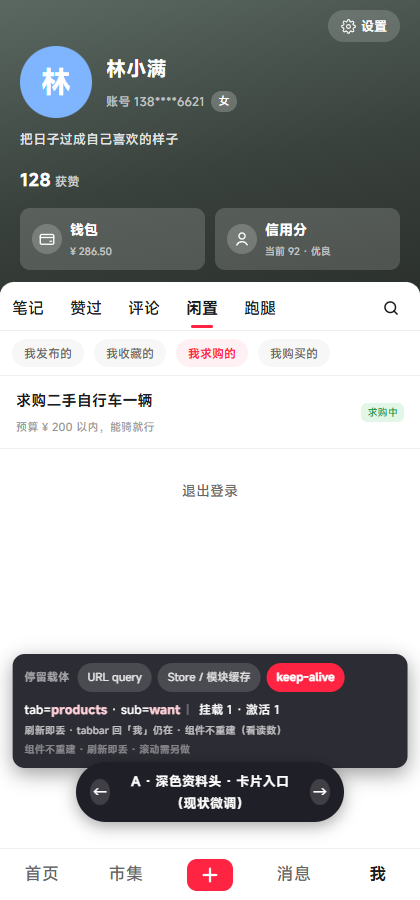 设置
林
林小满
账号 138****6621 女
把日子过成自己喜欢的样子
128 获赞
钱包
¥ 286.50
信用分
当前 92 · 优良
笔记 赞过 评论 闲置 跑腿
我发布的 我收藏的 我求购的 我购买的
求购二手自行车一辆
预算 ¥ 200 以内，能骑就行
求购中
退出登录
停留载体 URL query Store / 模块缓存 keep-alive
tab=products · sub=want | 挂载 1 · 激活 1
刷新即丢 · tabbar 回「我」仍在 · 组件不重建（看读数）
组件不重建 · 刷新即丢 · 滚动需另做
← A · 深色资料头 · 卡片入口 →
（现状微调）
首页 市集 + 消息 我